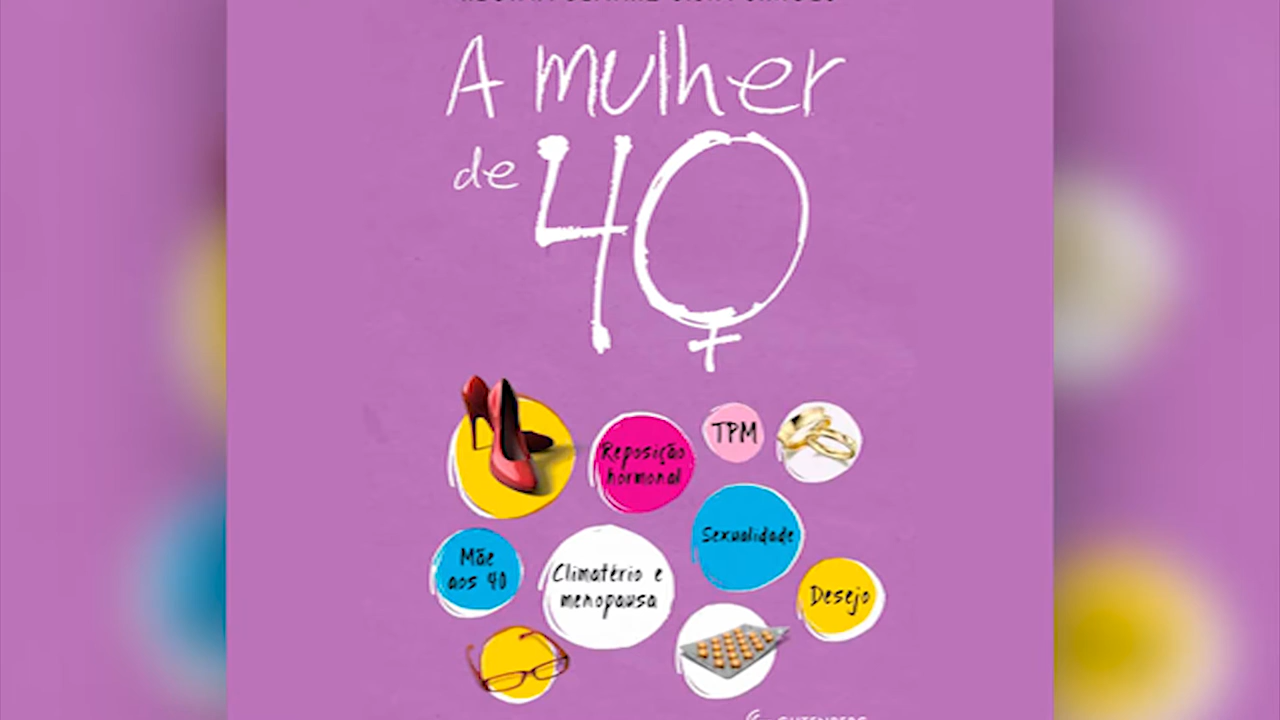 A mulher
de 40
TPM
Reposição
hormonal
Sexualidade
Mãe
aos 40
Climatério e
menopausa
Desejo